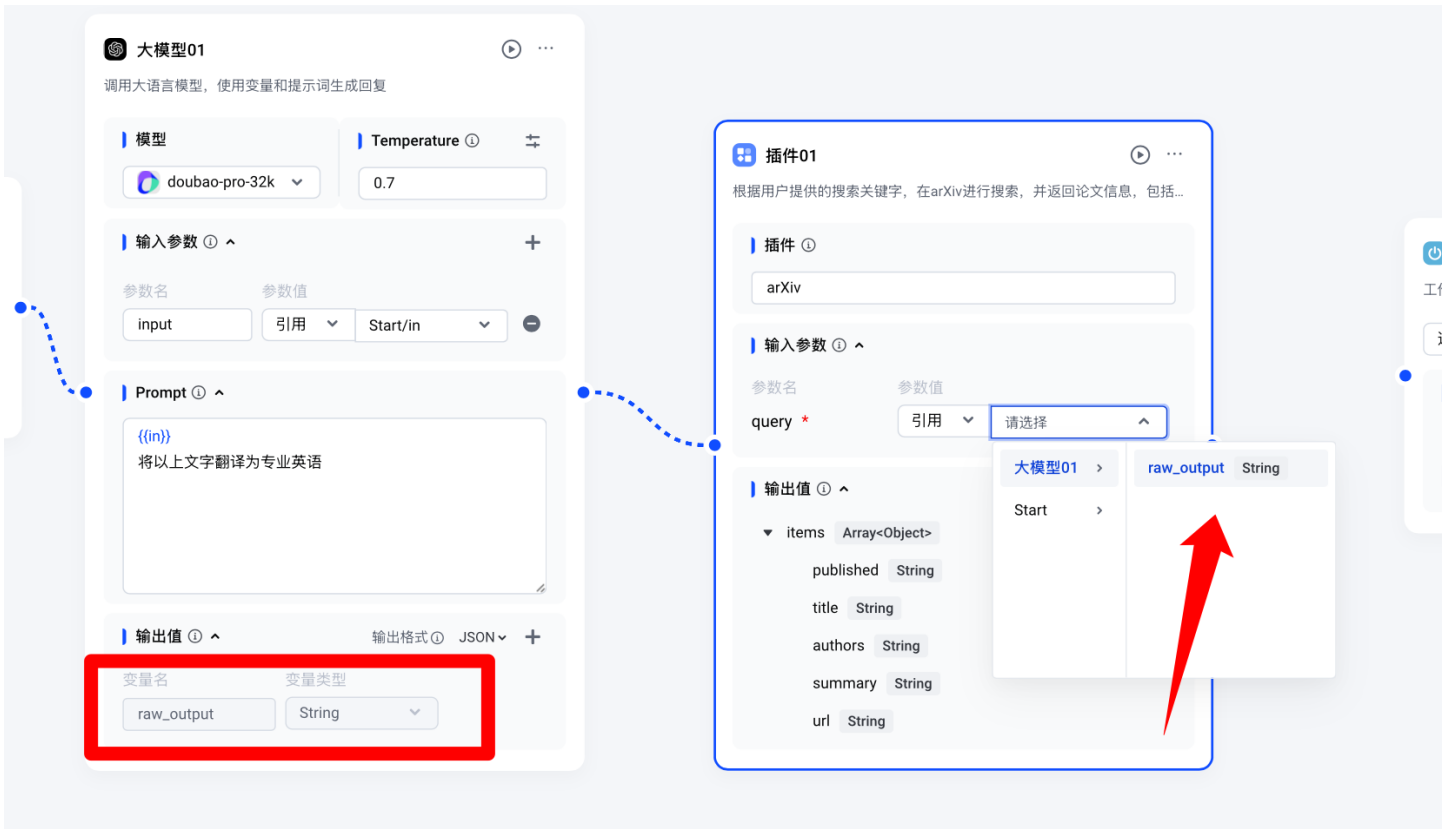 大模型01
调用大语言模型，使用变量和提示词生成回复
模型
Temperature
doubao-pro-32k
0.7
输入参数
参数名
参数值
input
引用
Start/in
Prompt
{{in}}
将以上文字翻译为专业英语
输出值
输出格式
JSON
变量名
变量类型
raw_output
String
插件01
根据用户提供的搜索关键字，在arXiv进行搜索，并返回论文信息，包括...
插件
arXiv
输入参数
参数名
参数值
query *
引用
请选择
大模型01
raw_output String
Start
输出值
items Array<Object>
published String
title String
authors String
summary String
url String